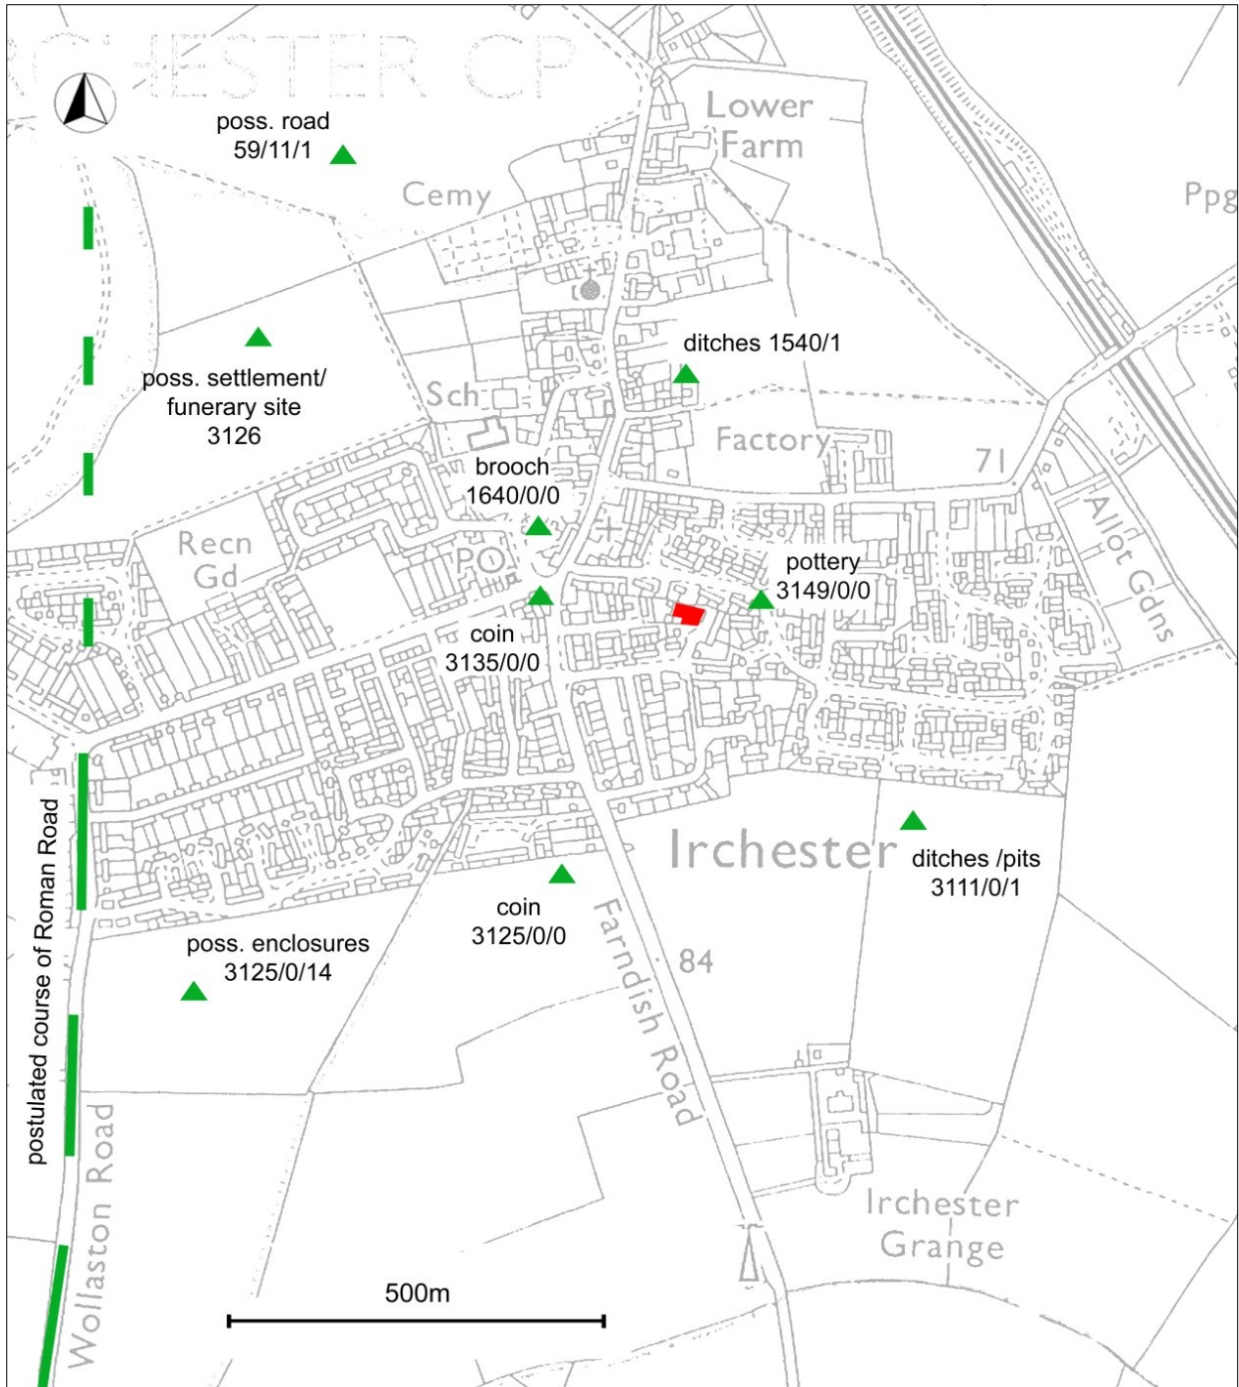 RCHESTER CP
poss. road
59/11/1
Lower
Farm
Cemy
Ppg
ditches 1540/1
poss. settlement/
funerary site
3126
Sch
Factory
71
brooch
1640/0/0
Allot Gdns
Recn
Gd
PO
pottery
3149/0/0
coin
3135/0/0
postulated course of Roman Road
Irchester
ditches /pits
3111/0/1
coin
3125/0/0
poss. enclosures
3125/0/14
Farndish Road
84
Wollaston Road
Irchester
Grange
500m